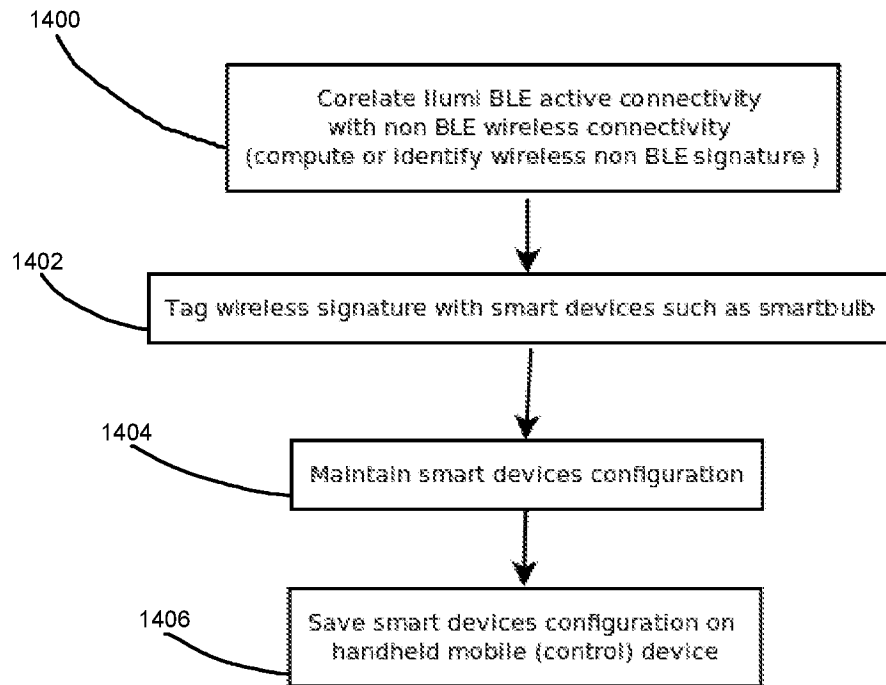 1400
Corelate ilumi BLE active connectivity
with non BLE wireless connectivity
(compute or identify wireless non BLE signature )
1402
Tag wireless signature with smart devices such as smartbulb
1404
Maintain smart devices configuration
1406
Save smart devices configuration on
handheld mobile (control) device